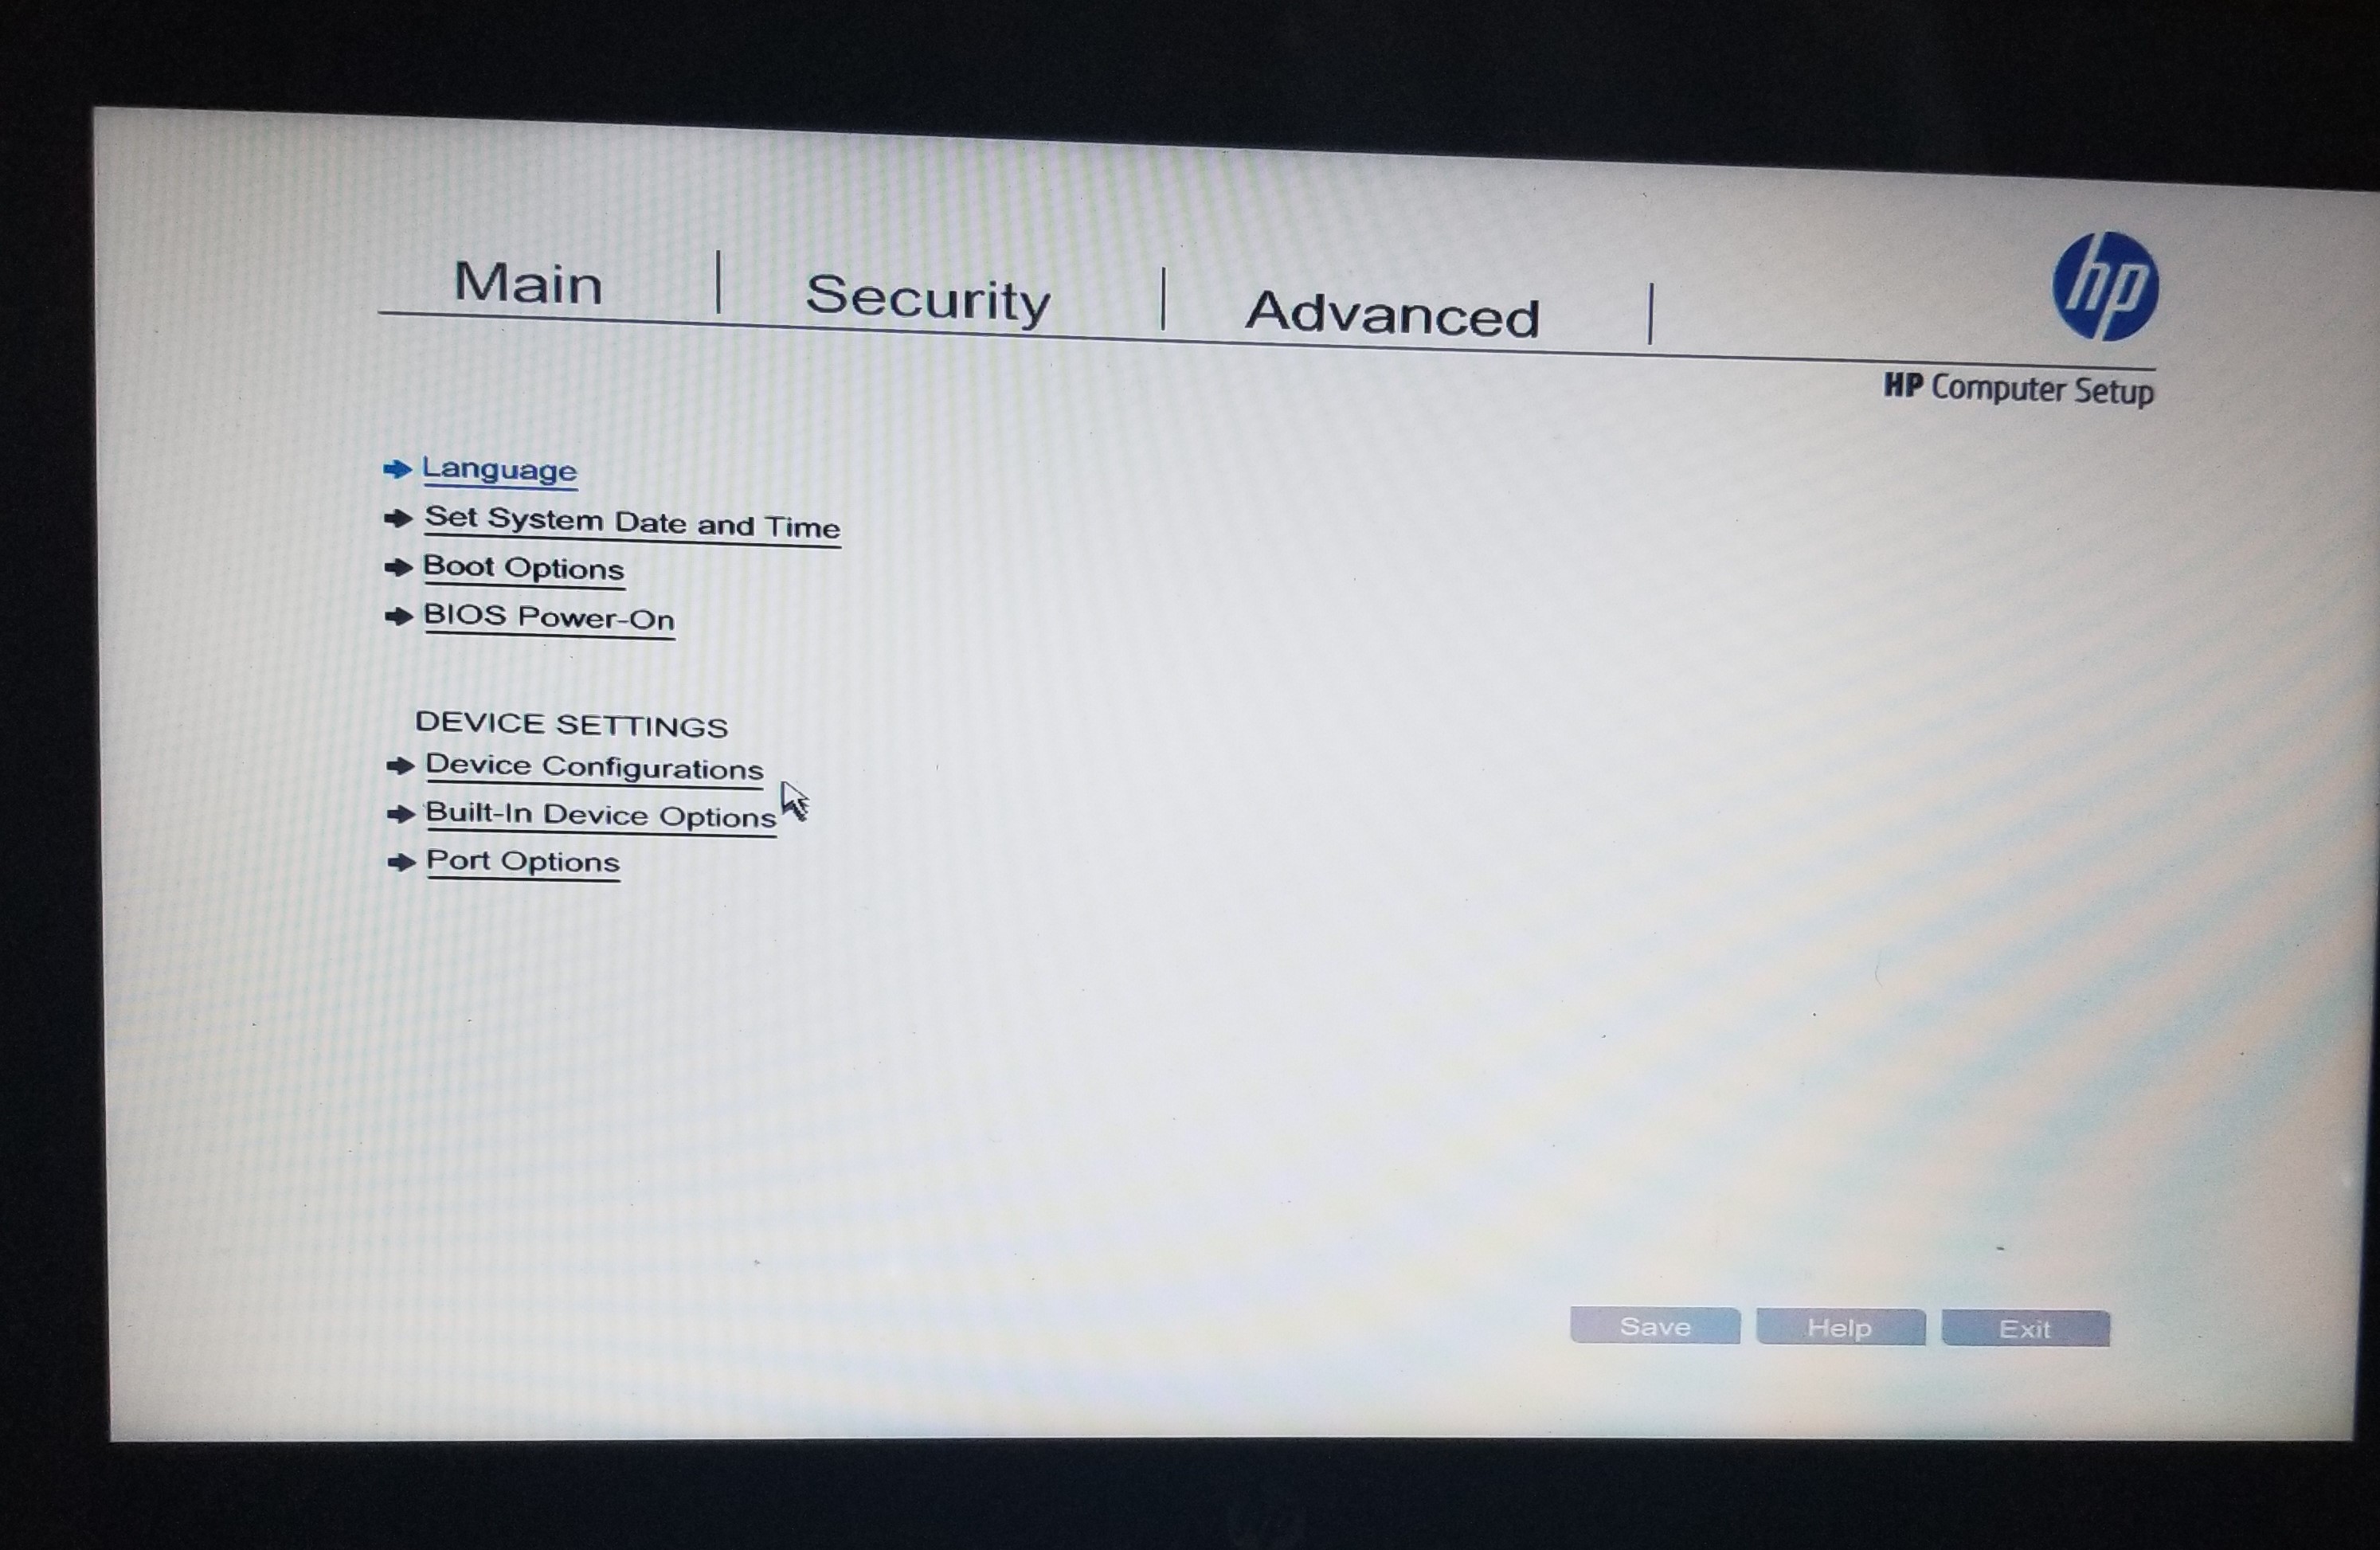 Main
Security
Advanced
hp
HP Computer Setup
Language
Set System Date and Time
Boot Options
BIOS Power-On
DEVICE SETTINGS
Device Configurations
Built-In Device Options
Port Options
Save
Help
Exit